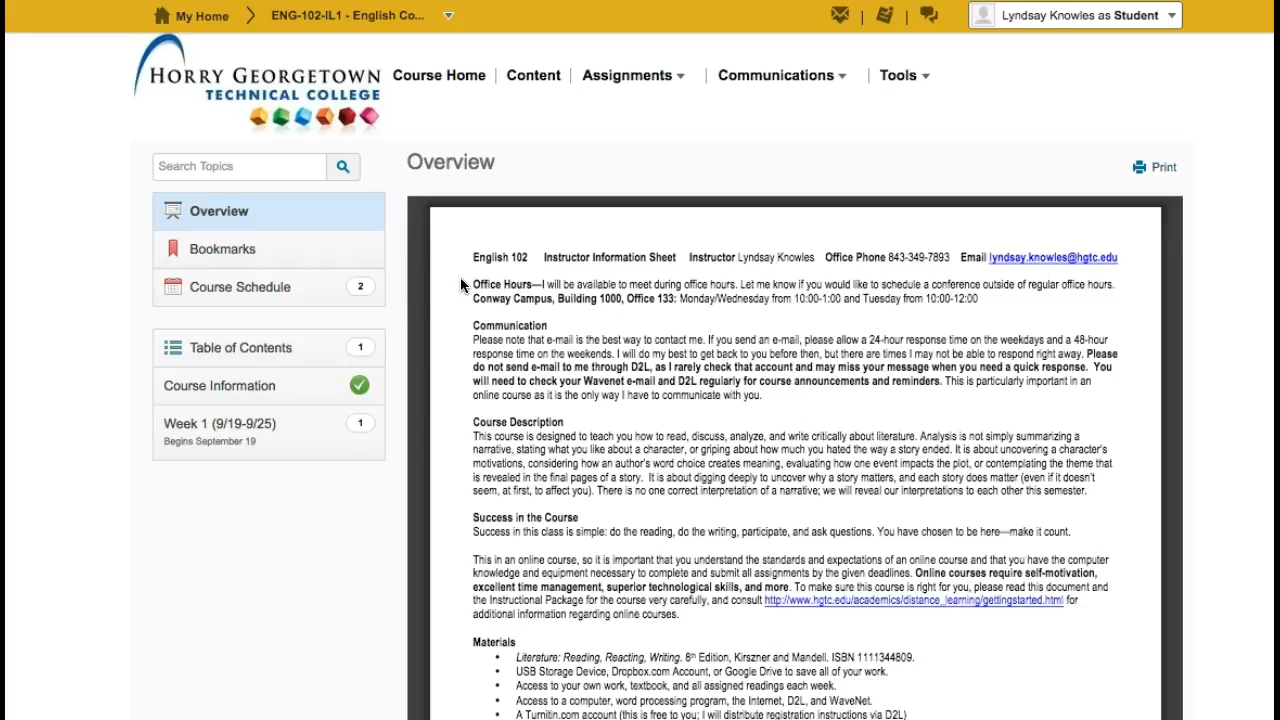 My Home
ENG-102-IL1 - English Co...
Lyndsay Knowles as Student
HORRY GEORGETOWN
TECHNICAL COLLEGE
Course Home
Content
Assignments
Communications
Tools
Search Topics
Overview
Bookmarks
Course Schedule 2
Table of Contents 1
Course Information
Week 1 (9/19-9/25) 1
Begins September 19
Overview
Print
English 102 Instructor Information Sheet Instructor Lyndsay Knowles Office Phone 843-349-7893 Email lyndsay.knowles@hgtc.edu
Office Hours—I will be available to meet during office hours. Let me know if you would like to schedule a conference outside of regular office hours.
Conway Campus, Building 1000, Office 133: Monday/Wednesday from 10:00-1:00 and Tuesday from 10:00-12:00
Communication
Please note that e-mail is the best way to contact me. If you send an e-mail, please allow a 24-hour response time on the weekdays and a 48-hour
response time on the weekends. I will do my best to get back to you before then, but there are times I may not be able to respond right away. Please
do not send e-mail to me through D2L, as I rarely check that account and may miss your message when you need a quick response. You
will need to check your Wavenet e-mail and D2L regularly for course announcements and reminders. This is particularly important in an
online course as it is the only way I have to communicate with you.
Course Description
This course is designed to teach you how to read, discuss, analyze, and write critically about literature. Analysis is not simply summarizing a
narrative, stating what you like about a character, or griping about how much you hated the way a story ended. It is about uncovering a character's
motivations, considering how an author's word choice creates meaning, evaluating how one event impacts the plot, or contemplating the theme that
is revealed in the final pages of a story. It is about digging deeply to uncover why a story matters, and each story does matter (even if it doesn't
seem, at first, to affect you). There is no one correct interpretation of a narrative; we will reveal our interpretations to each other this semester.
Success in the Course
Success in this class is simple: do the reading, do the writing, participate, and ask questions. You have chosen to be here—make it count.
This in an online course, so it is important that you understand the standards and expectations of an online course and that you have the computer
knowledge and equipment necessary to complete and submit all assignments by the given deadlines. Online courses require self-motivation,
excellent time management, superior technological skills, and more. To make sure this course is right for you, please read this document and
the Instructional Package for the course very carefully, and consult http://www.hgtc.edu/academics/distance_learning/gettingstarted.html for
additional information regarding online courses.
Materials
• Literature: Reading, Reacting, Writing. 8th Edition, Kirszner and Mandell. ISBN 1111344809.
• USB Storage Device, Dropbox.com Account, or Google Drive to save all of your work.
• Access to your own work, textbook, and all assigned readings each week.
• Access to a computer, word processing program, the Internet, D2L, and WaveNet.
• A Turnitin.com account (this is free to you; I will distribute registration instructions via D2L)